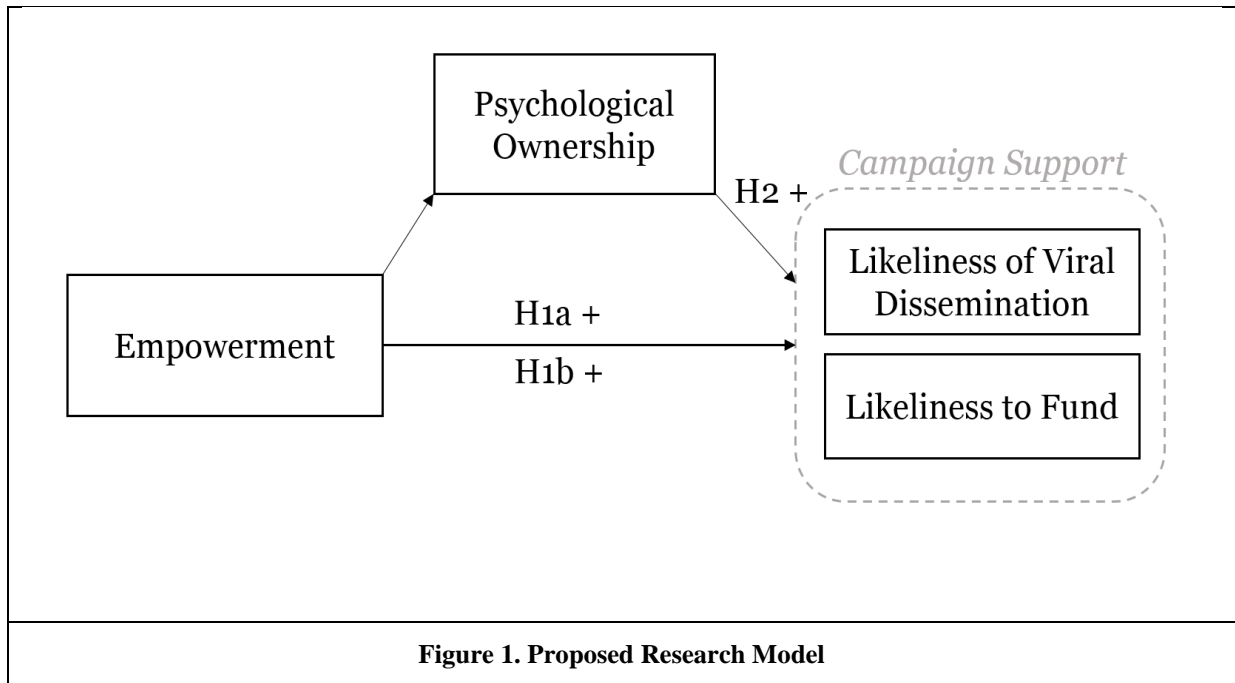 Psychological
Ownership
Campaign Support
H2 +
Likeliness of Viral
Dissemination
H1a +
Empowerment
H1b +
Likeliness to Fund
Figure 1. Proposed Research Model